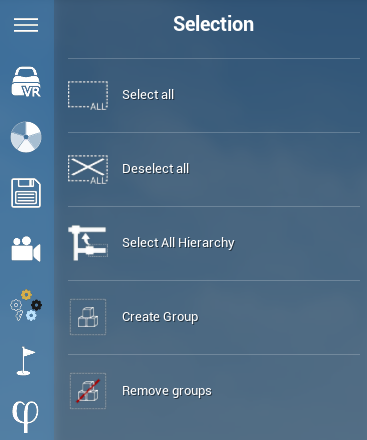 Selection
VR
ALL
Select all
ALL
Deselect all
Select All Hierarchy
Create Group
Remove groups
φ